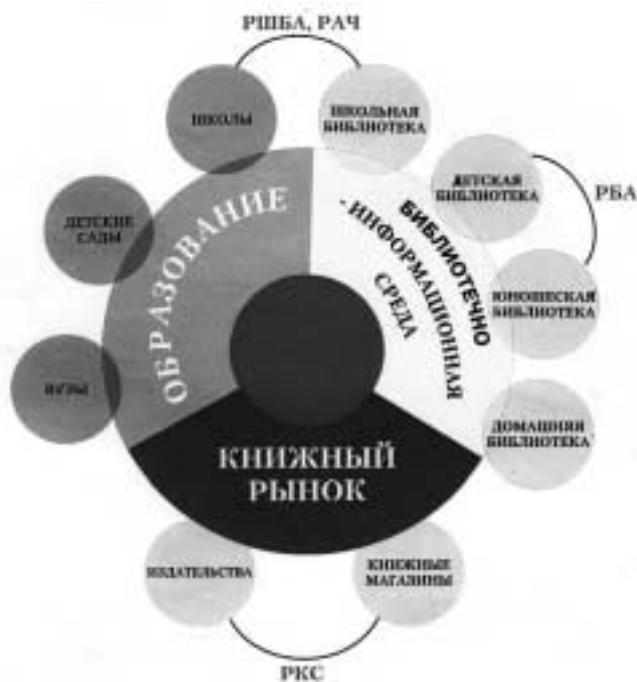 РШБА, РАЧ
ШКОЛЫ
ШКОЛЬНАЯ
БИБЛИОТЕКА
ДЕТСКАЯ
БИБЛИОТЕКА
РБА
ДЕТСКИЕ
САДЫ
ОБРАЗОВАНИЕ
БИБЛИОТЕЧНО
- ИНФОРМАЦИОННАЯ
СРЕДА
ЮНОШЕСКАЯ
БИБЛИОТЕКА
ВУЗЫ
ДОМАШНЯЯ
БИБЛИОТЕКА
КНИЖНЫЙ
РЫНОК
ИЗДАТЕЛЬСТВА
КНИЖНЫЕ
МАГАЗИНЫ
РКС